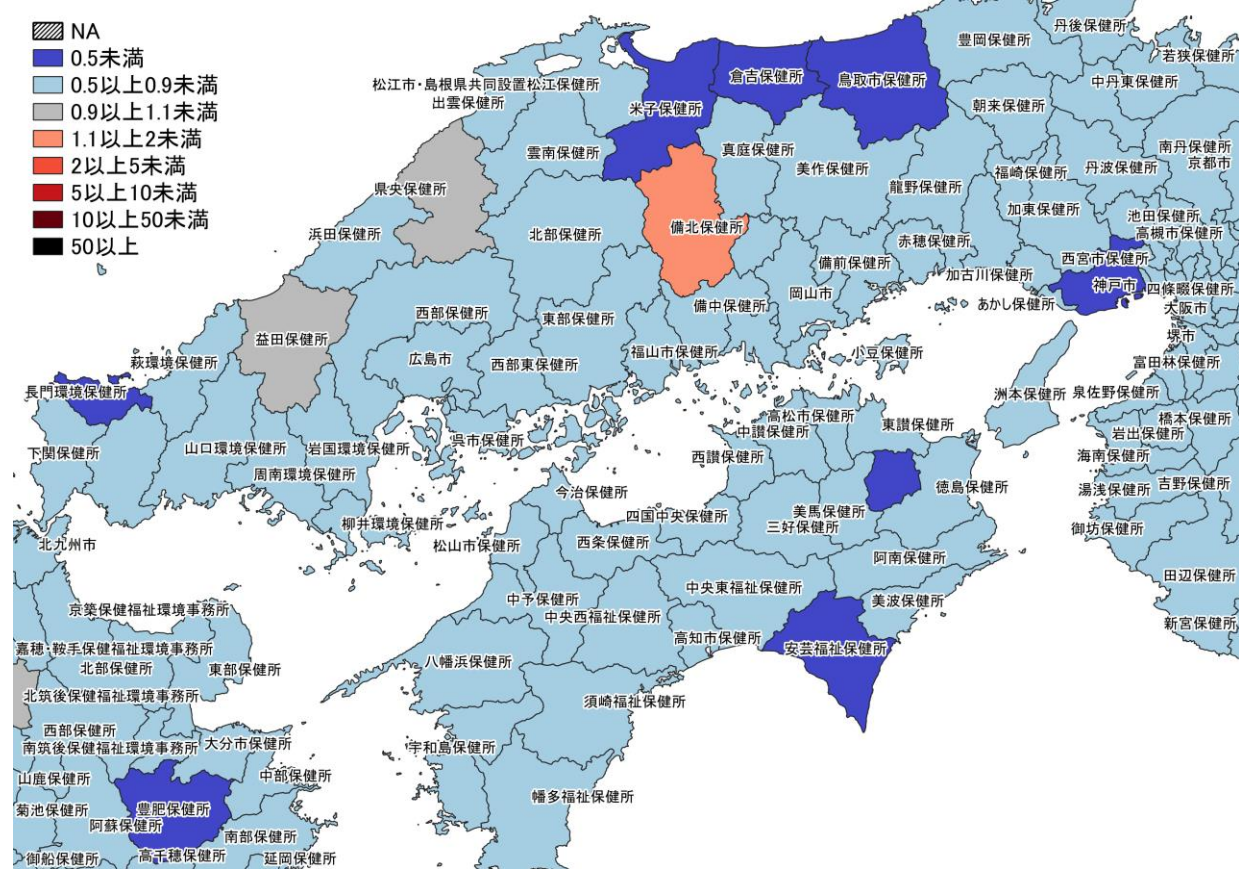 NA
0.5未満
0.5以上0.9未満
0.9以上1.1未満
1.1以上2未満
2以上5未満
5以上10未満
10以上50未満
50以上
丹後保健所
豊岡保健所
若狭保健所
中丹東保健所
松江市・島根県共同設置松江保健所
倉吉保健所
鳥取市保健所
出雲保健所
米子保健所
朝来保健所
雲南保健所
真庭保健所
美作保健所
南丹保健所
京都市
丹波保健所
福崎保健所
県央保健所
龍野保健所
加東保健所
池田保健所
高槻市保健所
浜田保健所
北部保健所
備北保健所
赤穂保健所
西宮市保健所
備前保健所
加古川保健所
神戸市
四條畷保健所
岡山市
あかし保健所
大阪市
備中保健所
西部保健所
東部保健所
堺市
益田保健所
萩環境保健所
広島市
西部東保健所
福山市保健所
小豆保健所
富田林保健所
長門環境保健所
洲本保健所
泉佐野保健所
高松市保健所
中讃保健所
東讃保健所
橋本保健所
岩出保健所
呉市保健所
下関保健所
山口環境保健所
岩国環境保健所
西讃保健所
海南保健所
周南環境保健所
今治保健所
徳島保健所
湯浅保健所
吉野保健所
美馬保健所
四国中央保健所
三好保健所
柳井環境保健所
御坊保健所
北九州市
松山市保健所
西条保健所
阿南保健所
田辺保健所
中央東福祉保健所
中予保健所
美波保健所
京築保健福祉環境事務所
中央西福祉保健所
新宮保健所
高知市保健所
安芸福祉保健所
嘉穂・鞍手保健福祉環境事務所
北部保健所
東部保健所
八幡浜保健所
北筑後保健福祉環境事務所
須崎福祉保健所
西部保健所
南筑後保健福祉環境事務所
大分市保健所
宇和島保健所
山鹿保健所
中部保健所
幡多福祉保健所
菊池保健所
豊肥保健所
阿蘇保健所
南部保健所
御船保健所
高千穂保健所
延岡保健所